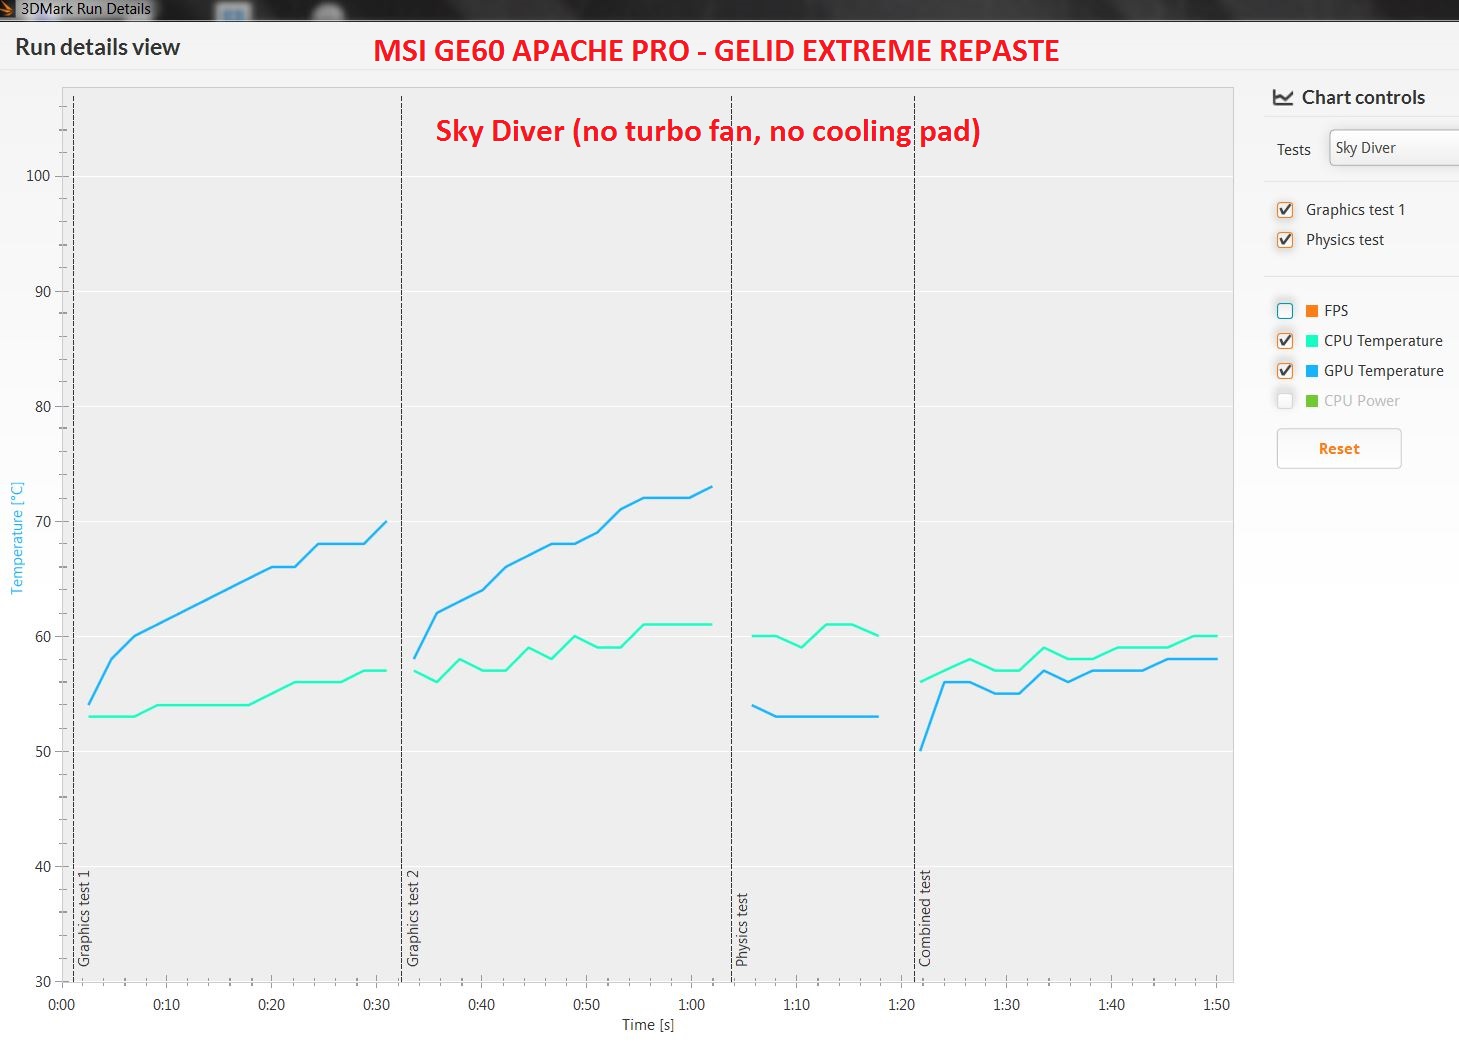 3DMark Run Details
Run details view
MSI GE60 APACHE PRO - GELID EXTREME REPASTE
Sky Diver (no turbo fan, no cooling pad)
Chart controls
Tests
Sky Diver
Graphics test 1
Physics test
FPS
CPU Temperature
GPU Temperature
CPU Power
Reset
Temperature [°C]
100
90
80
70
60
50
40
30
Graphics test 1
Graphics test 2
Physics test
Combined test
0:00 0:10 0:20 0:30 0:40 0:50 1:00 1:10 1:20 1:30 1:40 1:50
Time [s]